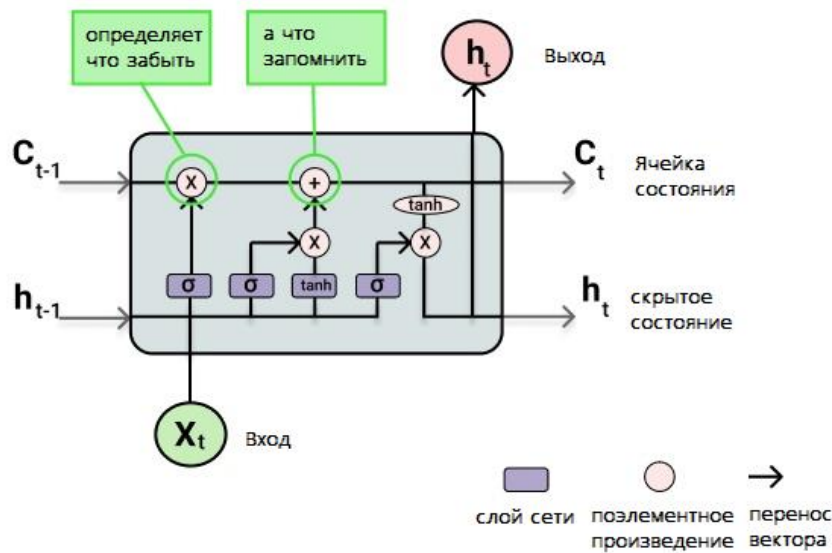 определяет
что забыть
а что
запомнить
h t
Выход
C t-1
X
+
C t
Ячейка
состояния
tanh
X
X
σ
σ
tanh
σ
h t-1
h t
скрытое
состояние
X t
Вход
слой сети
поэлементное
произведение
перенос
вектора